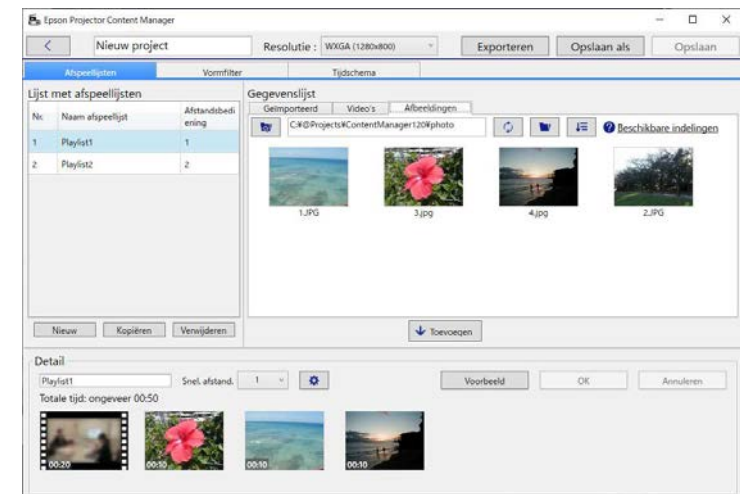 Epson Projector Content Manager
Nieuw project
Resolutie : WXGA (1280x800)
Exporteren
Opslaan als
Opslaan
Afspeellijsten
Vormfilter
Tijdschema
Lijst met afspeellijsten
Nr.
Naam afspeellijst
Afstandsbedi
ening
1 Playlist1 1
2 Playlist2 2
Nieuw
Kopiëren
Verwijderen
Gegevenslijst
Geïmporteerd
Video's
Afbeeldingen
C:¥@Projects¥ContentManager120¥photo
Beschikbare indelingen
1.JPG
3.jpg
4.jpg
2.JPG
Toevoegen
Detail
Playlist1
Snel. afstand. 1
Voorbeeld
OK
Annuleren
Totale tijd: ongeveer 00:50
00:20
00:10
00:10
00:10